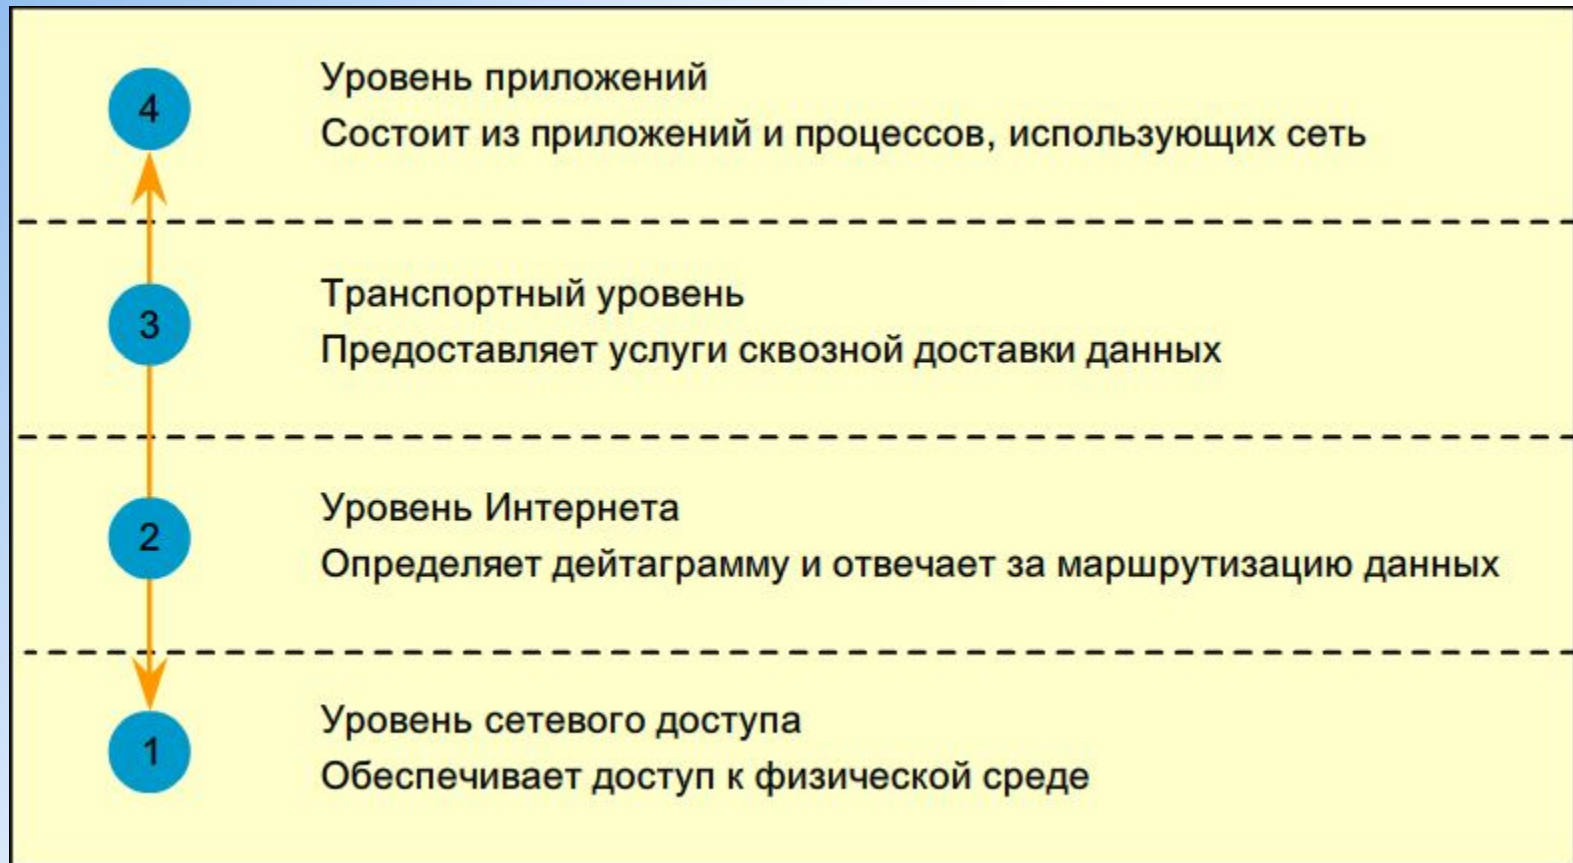 4
Уровень приложений
Состоит из приложений и процессов, использующих сеть
3
Транспортный уровень
Предоставляет услуги сквозной доставки данных
2
Уровень Интернета
Определяет дейтаграмму и отвечает за маршрутизацию данных
1
Уровень сетевого доступа
Обеспечивает доступ к физической среде